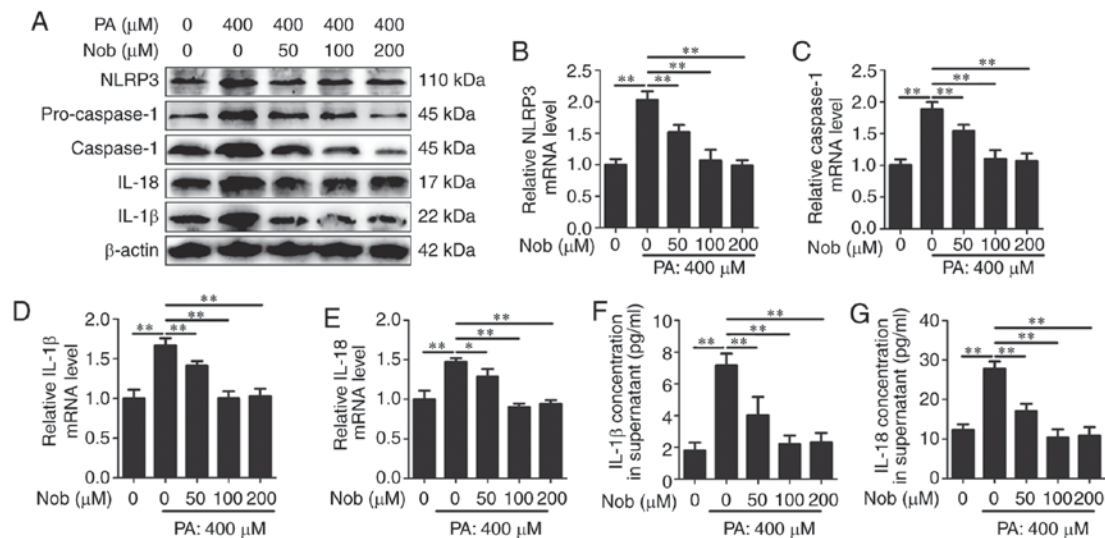 A
PA (μM) 0 400 400 400 400
Nob (μM) 0 0 50 100 200
NLRP3 110 kDa
Pro-caspase-1 45 kDa
Caspase-1 45 kDa
IL-18 17 kDa
IL-1β 22 kDa
β-actin 42 kDa
B
Relative NLRP3
mRNA level
2.5
2.0
1.5
1.0
0.5
0.0
**
**
** **
Nob (μM) 0 0 50 100 200
PA: 400 μM
C
Relative caspase-1
mRNA level
2.5
2.0
1.5
1.0
0.5
0.0
**
**
** **
Nob (μM) 0 0 50 100 200
PA: 400 μM
D
Relative IL-1β
mRNA level
2.0
1.5
1.0
0.5
0.0
**
**
** **
Nob (μM) 0 0 50 100 200
PA: 400 μM
E
Relative IL-18
mRNA level
2.0
1.5
1.0
0.5
0.0
**
**
** *
Nob (μM) 0 0 50 100 200
PA: 400 μM
F
IL-1β concentration
in supernatant (pg/ml)
10
8
6
4
2
0
**
**
** **
Nob (μM) 0 0 50 100 200
PA: 400 μM
G
IL-18 concentration
in supernatant (pg/ml)
40
30
20
10
0
**
**
** **
Nob (μM) 0 0 50 100 200
PA: 400 μM